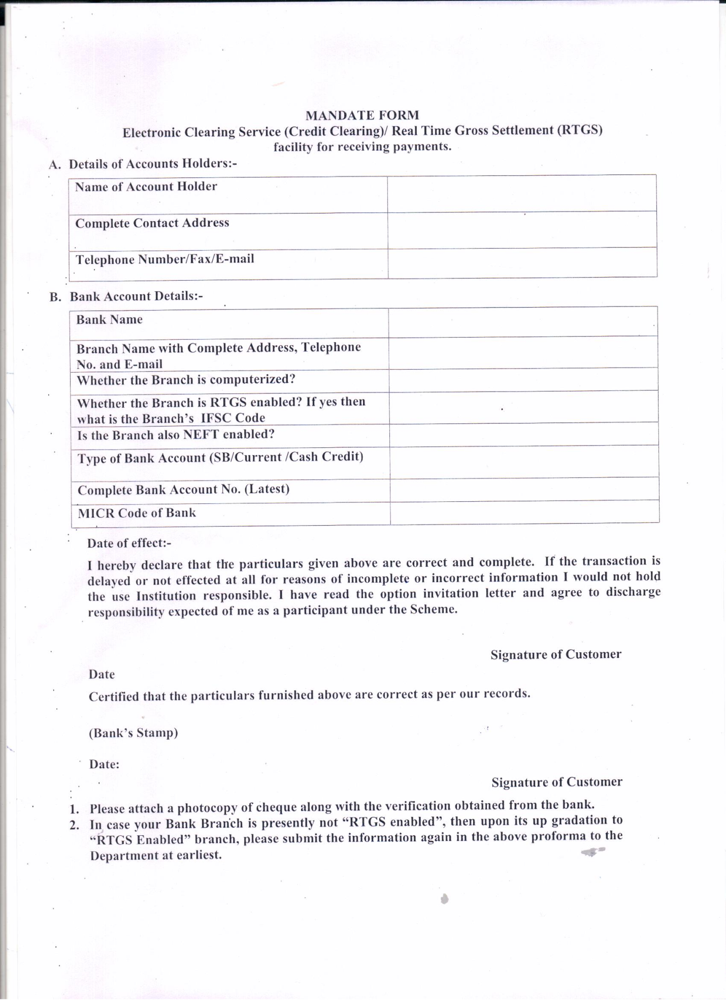 MANDATE FORM
Electronic Clearing Service (Credit Clearing)/ Real Time Gross Settlement (RTGS)
facility for receiving payments.
A. Details of Accounts Holders:-
Name of Account Holder
Complete Contact Address
Telephone Number/Fax/E-mail
B. Bank Account Details:-
Bank Name
Branch Name with Complete Address, Telephone
No. and E-mail
Whether the Branch is computerized?
Whether the Branch is RTGS enabled? If yes then
what is the Branch’s IFSC Code
Is the Branch also NEFT enabled?
Type of Bank Account (SB/Current /Cash Credit)
Complete Bank Account No. (Latest)
MICR Code of Bank
Date of effect:-
I hereby declare that the particulars given above are correct and complete. If the transaction is
delayed or not effected at all for reasons of incomplete or incorrect information I would not hold
the use Institution responsible. I have read the option invitation letter and agree to discharge
responsibility expected of me as a participant under the Scheme.
Signature of Customer
Date
Certified that the particulars furnished above are correct as per our records.
(Bank’s Stamp)
Date:
Signature of Customer
1. Please attach a photocopy of cheque along with the verification obtained from the bank.
2. In case your Bank Branch is presently not “RTGS enabled”, then upon its up gradation to
“RTGS Enabled” branch, please submit the information again in the above proforma to the
Department at earliest.